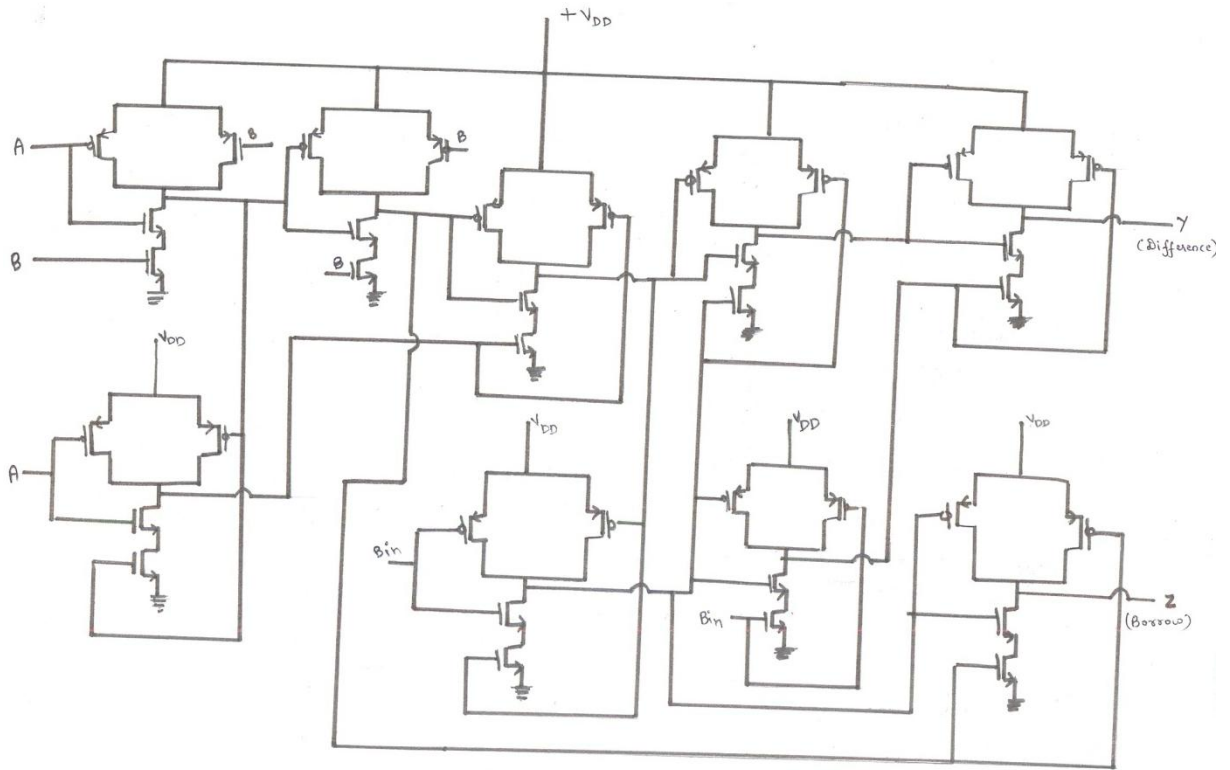 +VDD
A
B
B
B
B
Y
(Difference)
VDD
A
VDD
VDD
VDD
Bin
Bin
Z
(Borrow)